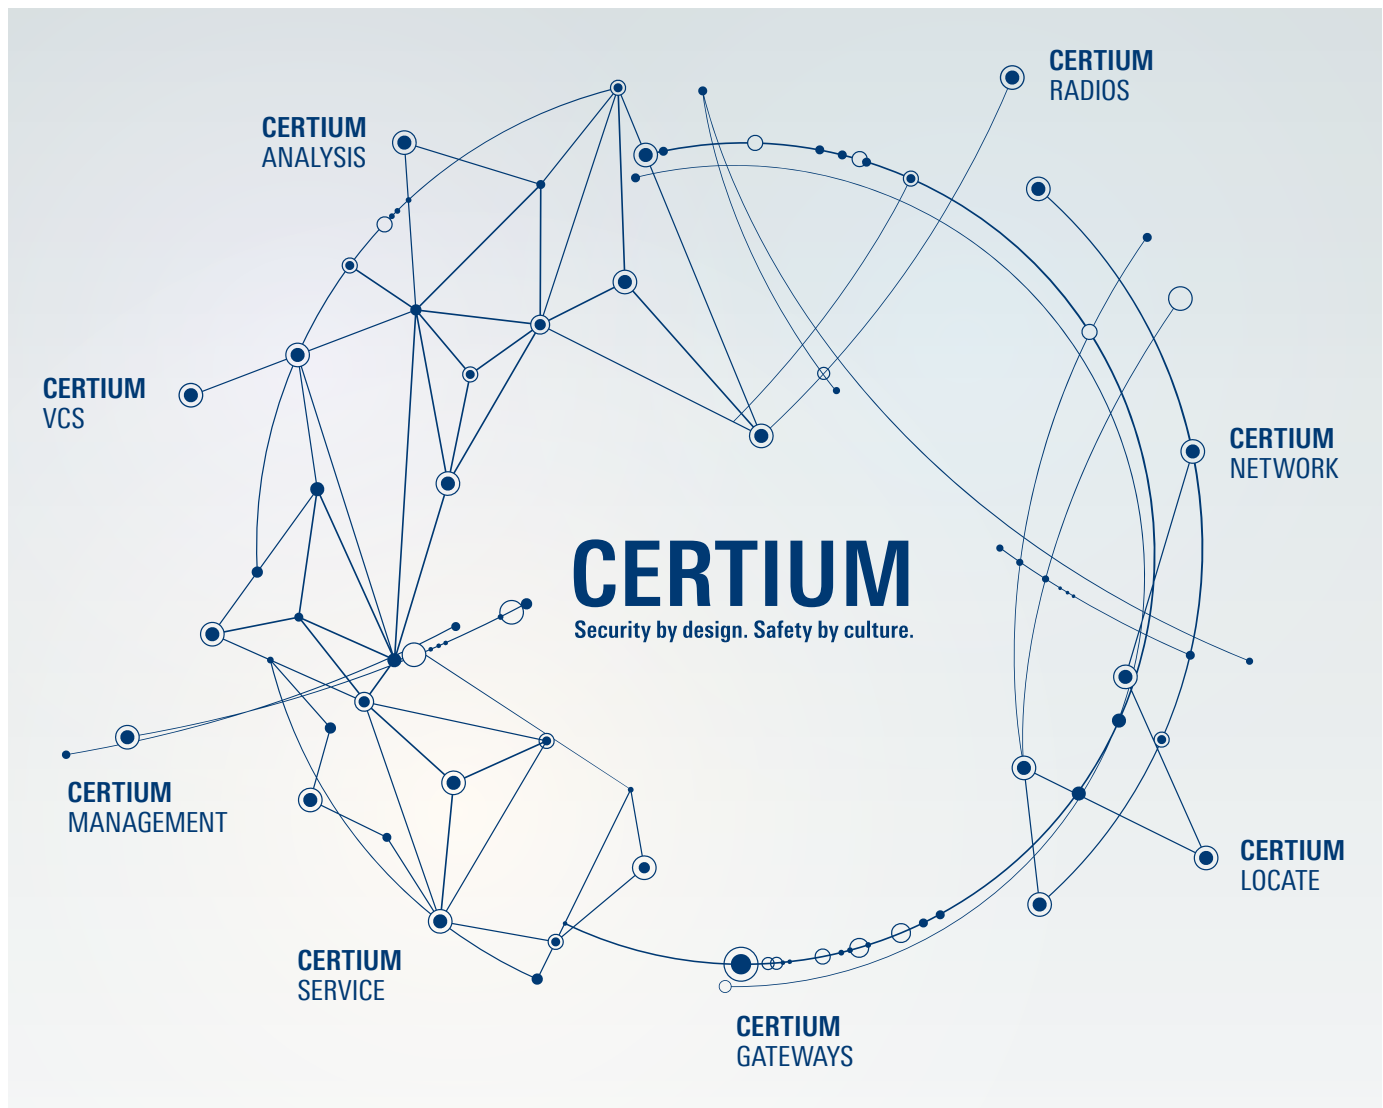 CERTIUM
RADIOS
CERTIUM
ANALYSIS
CERTIUM
VCS
CERTIUM
NETWORK
CERTIUM
Security by design. Safety by culture.
CERTIUM
MANAGEMENT
CERTIUM
LOCATE
CERTIUM
SERVICE
CERTIUM
GATEWAYS